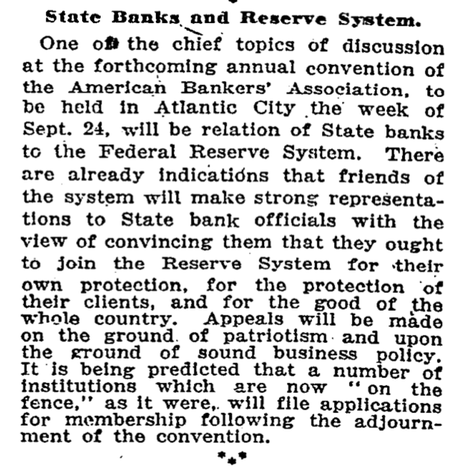 State Banks and Reserve System.
One of the chief topics of discussion
at the forthcoming annual convention of
the American Bankers' Association, to
be held in Atlantic City the week of
Sept. 24, will be relation of State banks
to the Federal Reserve System. There
are already indications that friends of
the system will make strong representa-
tions to State bank officials with the
view of convincing them that they ought
to join the Reserve System for their
own protection, for the protection of
their clients, and for the good of the
whole country. Appeals will be made
on the ground of patriotism and upon
the ground of sound business policy.
It is being predicted that a number of
institutions which are now "on the
fence," as it were, will file applications
for membership following the adjourn-
ment of the convention.
***